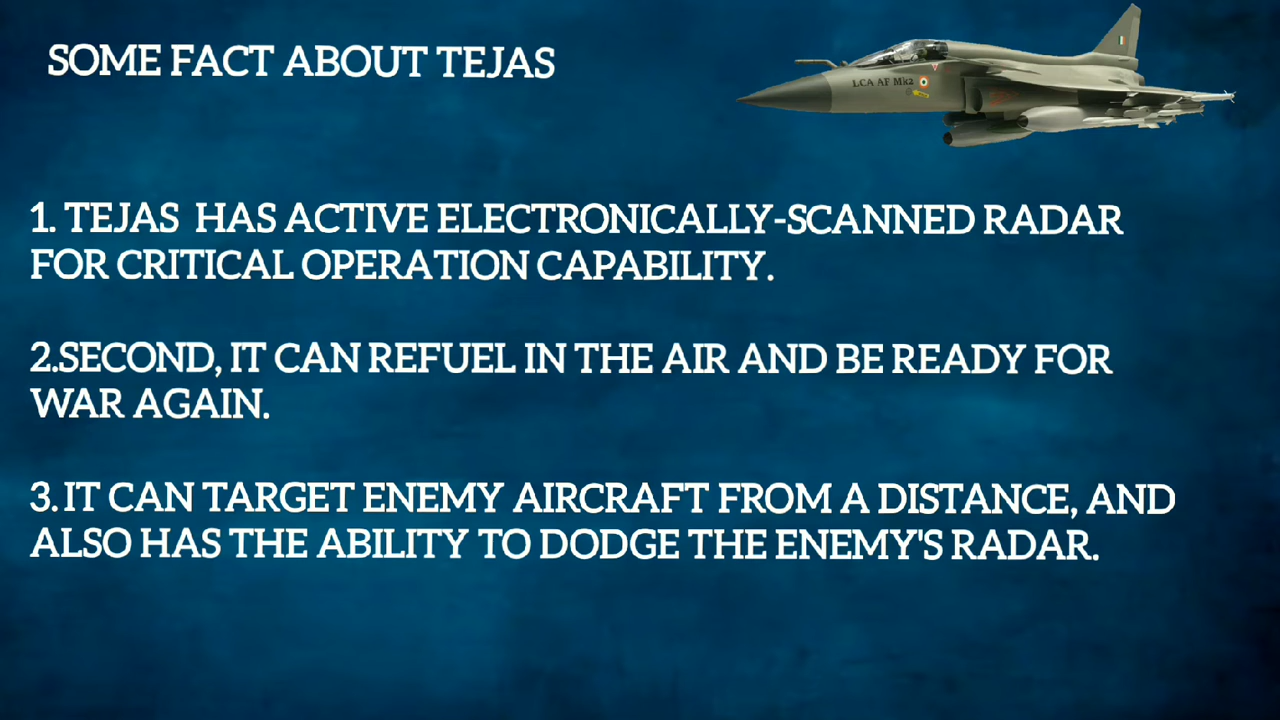 SOME FACT ABOUT TEJAS
LCA AF Mk2
1. TEJAS HAS ACTIVE ELECTRONICALLY-SCANNED RADAR
FOR CRITICAL OPERATION CAPABILITY.
2.SECOND, IT CAN REFUEL IN THE AIR AND BE READY FOR
WAR AGAIN.
3.IT CAN TARGET ENEMY AIRCRAFT FROM A DISTANCE, AND
ALSO HAS THE ABILITY TO DODGE THE ENEMY'S RADAR.